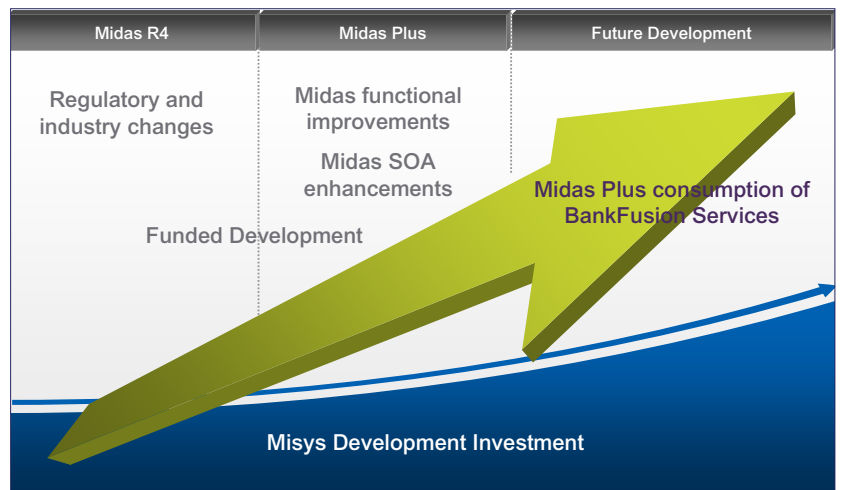 Midas R4
Midas Plus
Future Development
Regulatory and
industry changes
Midas functional
improvements
Midas SOA
enhancements
Midas Plus consumption of
BankFusion Services
Funded Development
Misys Development Investment